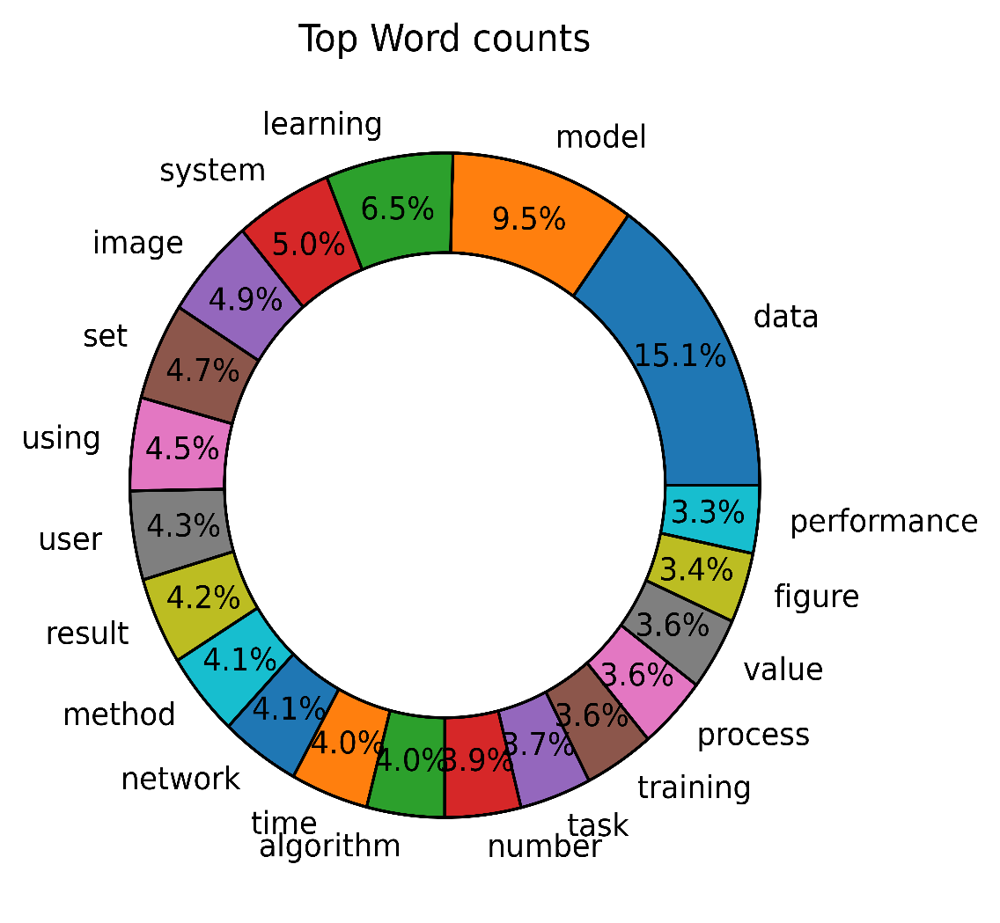 Top Word counts
learning
model
system
6.5%
9.5%
image
5.0%
4.9%
data
set
15.1%
4.7%
using
4.5%
user
4.3%
3.3%
performance
3.4%
figure
result
4.2%
3.6%
value
method
4.1%
3.6%
process
network
4.1%
3.6%
training
time
4.0%
algorithm
4.0%
3.9%
number
3.7%
task